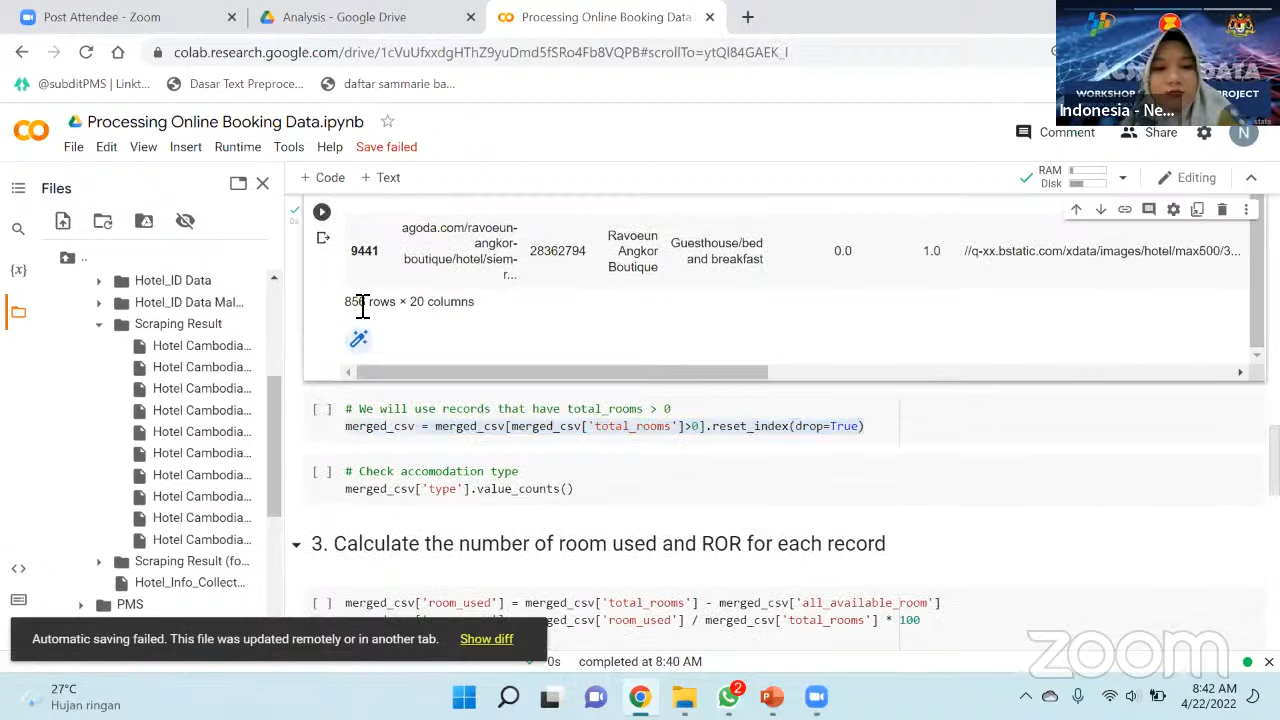 Post Attendee - Zoom
Analysis - Google D
Processing Online Booking Data
colab.research.google.com/drive/
@subditPMS | Linkt...
Dasar Text Preproce...
dafar sammarie ba...
WORKSHOP
PROJECT
Indonesia - Ne...
stats
Processing Online Booking Data.ipynb
File Edit View Insert Runtime Tools Help Save failed
Comment Share N
Files
+ Code + Text
RAM
Disk
Editing
..
Hotel_ID Data
Hotel_ID Data Mal...
Scraping Result
Hotel Cambodia...
Hotel Cambodia...
Hotel Cambodia...
Hotel Cambodia...
Hotel Cambodia...
Hotel Cambodia...
Hotel Cambodia...
Hotel Cambodia...
Hotel Cambodia...
Hotel Cambodia...
Scraping Result (fo...
Hotel_Info_Collect...
PMS
0s
9441
agoda.com/ravoeun-
angkor-
boutique/hotel/siem-
r...
28362794
Ravoeun
Angkor
Boutique
Guesthouse/bed
and breakfast
0.0
1.0
//q-xx.bstatic.com/xdata/images/hotel/max500/3...
rows × 20 columns
[ ] # We will use records that have total_rooms > 0
merged_csv = merged_csv[merged_csv['total_rooms']>0].reset_index(drop=True)
[ ] # Check accomodation type
merged_csv['type'].value_counts()
3. Calculate the number of room used and ROR for each record
[ ] merged_csv['room_used'] = merged_csv['total_rooms'] - merged_csv['all_available_room']
['room_used'] / merged_csv['total_rooms'] * 100
Automatic saving failed. This file was updated remotely or in another tab. Show diff
0s completed at 8:40 AM
zoom
27°C
Hujan ringan
2
8:42 AM
4/22/2022